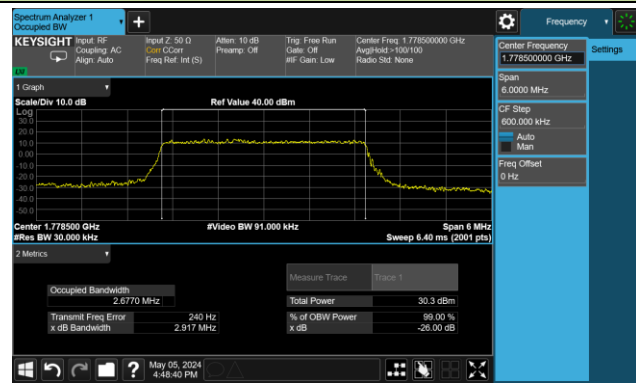 Spectrum Analyzer 1
Occupied BW
Frequency
KEYSIGHT
Input: RF
Coupling: AC
Align: Auto
Input Z: 50 Ω
Corr CCorr
Freq Ref: Int (S)
Atten: 10 dB
Preamp: Off
Trig: Free Run
Gate: Off
#IF Gain: Low
Center Freq: 1.778500000 GHz
Avg|Hold:>100/100
Radio Std: None
Center Frequency
1.778500000 GHz
Settings
Span
6.0000 MHz
CF Step
600.000 kHz
Auto
Man
Freq Offset
0 Hz
1 Graph
Scale/Div 10.0 dB
Ref Value 40.00 dBm
Log
30.0
20.0
10.0
0.00
-10.0
-20.0
-30.0
-40.0
-50.0
Center 1.778500 GHz
#Video BW 91.000 kHz
Span 6 MHz
#Res BW 30.000 kHz
Sweep 6.40 ms (2001 pts)
2 Metrics
Measure Trace
Trace 1
Occupied Bandwidth
2.6770 MHz
Total Power
30.3 dBm
Transmit Freq Error
240 Hz
% of OBW Power
99.00 %
x dB Bandwidth
2.917 MHz
x dB
-26.00 dB
May 05, 2024
4:48:40 PM